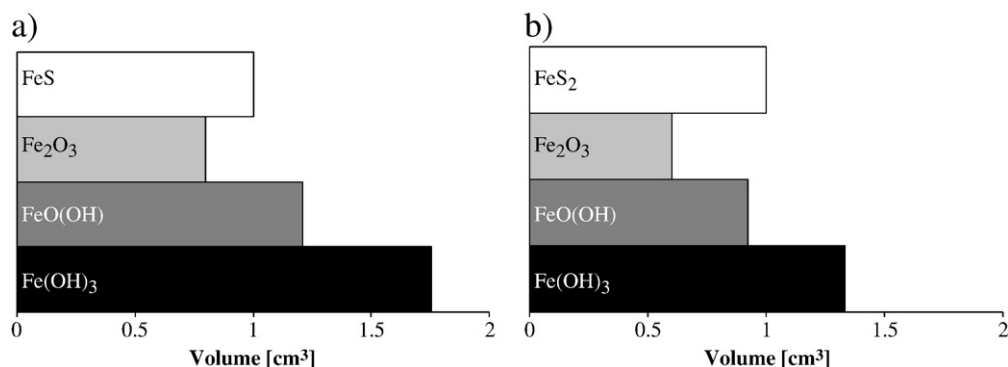 a)
FeS
Fe₂O₃
FeO(OH)
Fe(OH)₃
0 0.5 1 1.5 2
Volume [cm³]
b)
FeS₂
Fe₂O₃
FeO(OH)
Fe(OH)₃
0 0.5 1 1.5 2
Volume [cm³]